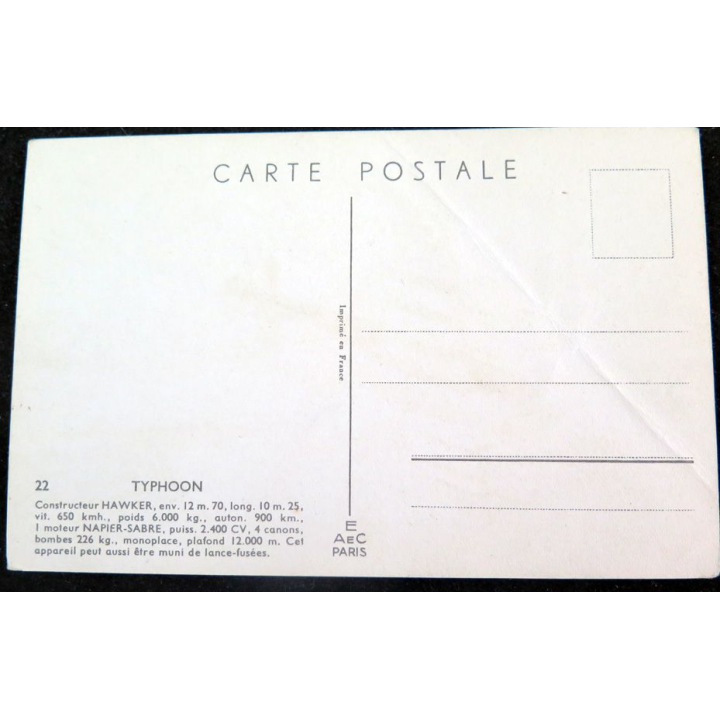 CARTE POSTALE
Imprimé en France
22 TYPHOON
Constructeur HAWKER, env. 12 m. 70, long. 10 m. 25,
vit. 650 kmh., poids 6.000 kg., auton. 900 km.,
1 moteur NAPIER-SABRE, puiss. 2.400 CV, 4 canons,
bombes 226 kg., monoplace, plafond 12.000 m. Cet
appareil peut aussi être muni de lance-fusées.
E
AEC
PARIS